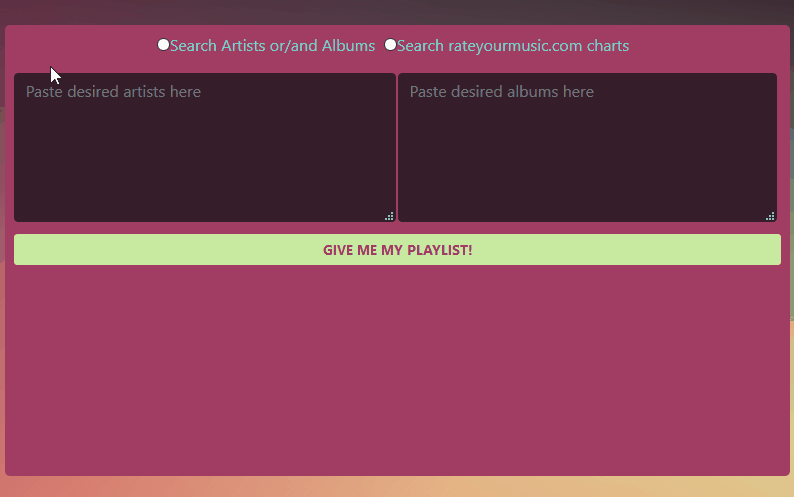 Search Artists or/and Albums Search rateyourmusic.com charts
Paste desired artists here Paste desired albums here
GIVE ME MY PLAYLIST!